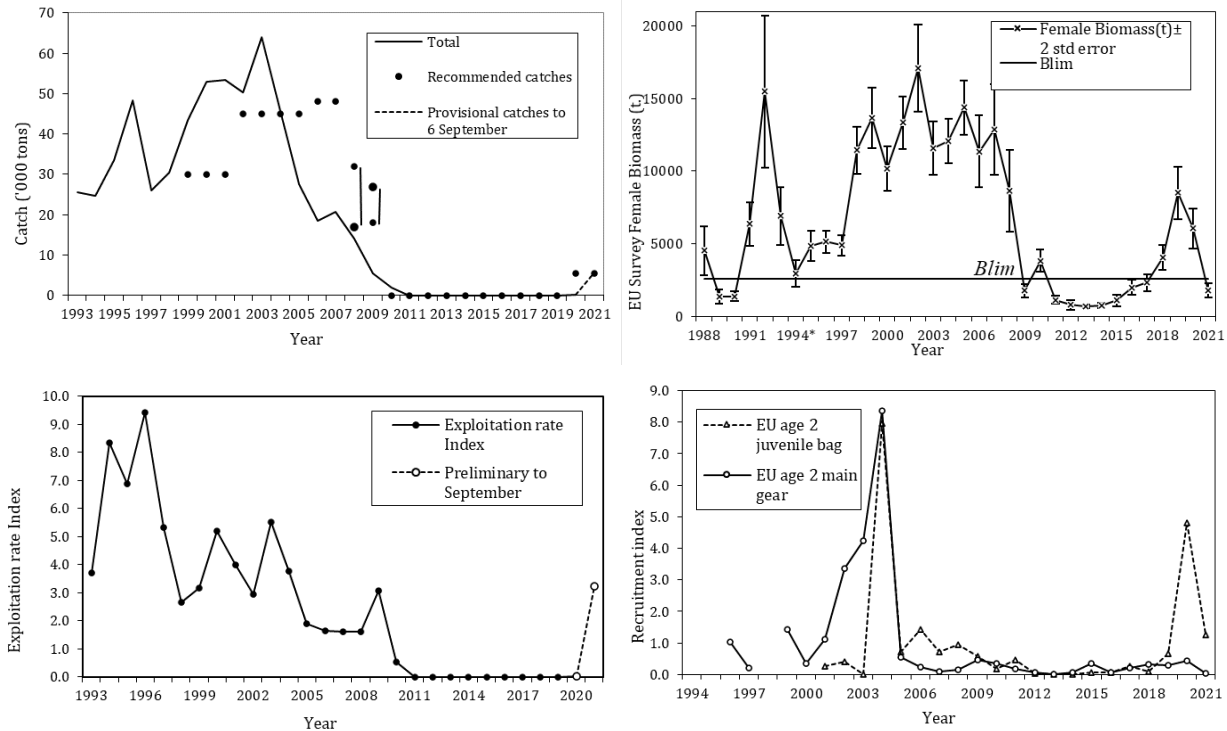 70
60
50
40
30
20
10
0
Catch ('000 tons)
Total
Recommended catches
Provisional catches to
6 September
1993 1995 1997 1999 2001 2003 2005 2007 2009 2011 2013 2015 2017 2019 2021
Year
20000
15000
10000
5000
0
EU Survey Female Biomass (t.)
Female Biomass(t)±
2 std error
Blim
Blim
1988 1991 1994* 1997 2000 2003 2006 2009 2012 2015 2018 2021
Year
10.0
9.0
8.0
7.0
6.0
5.0
4.0
3.0
2.0
1.0
0.0
Exploitation rate Index
Exploitation rate
Index
Preliminary to
September
1993 1996 1999 2002 2005 2008 2011 2014 2017 2020
Year
9.0
8.0
7.0
6.0
5.0
4.0
3.0
2.0
1.0
0.0
Recruitment index
EU age 2
juvenile bag
EU age 2 main
gear
1994 1997 2000 2003 2006 2009 2012 2015 2018 2021
Year